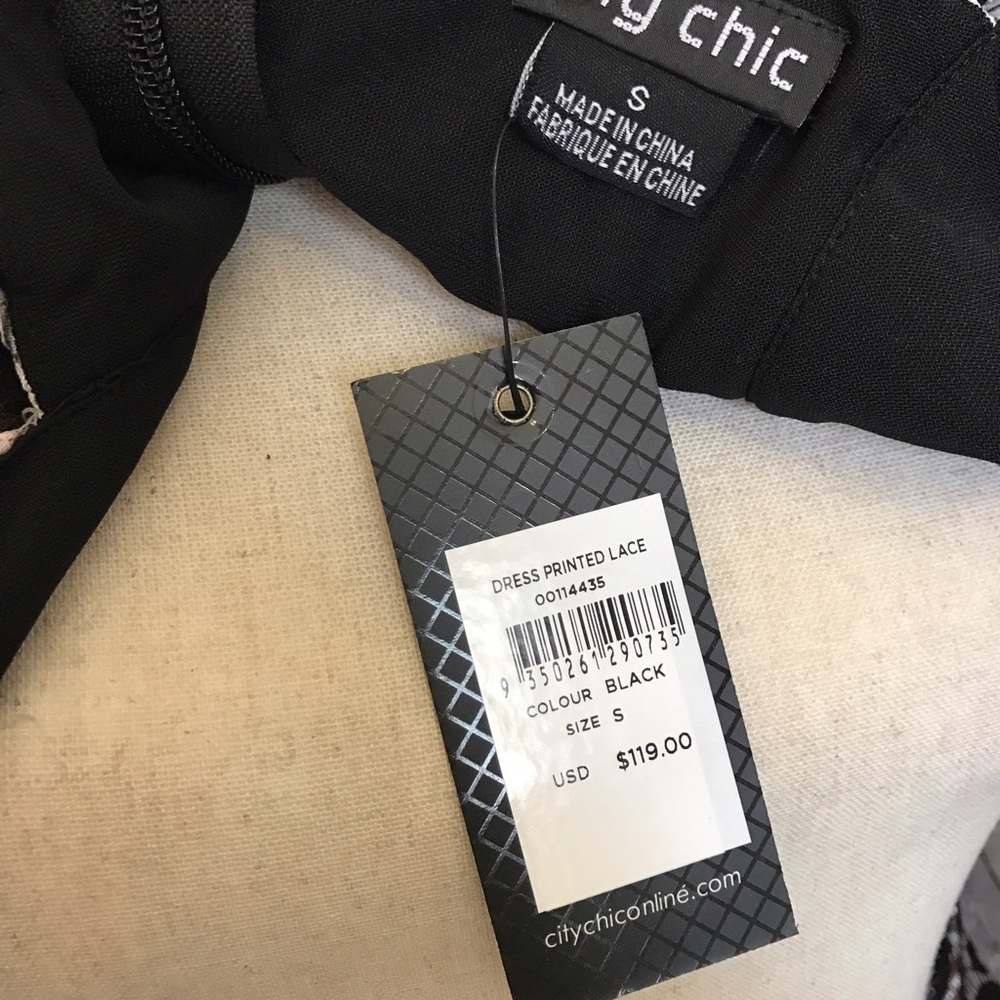 chic
S
MADE IN CHINA
FABRIQUE EN CHINE
DRESS PRINTED LACE
00114435
9 350261 290735
COLOUR BLACK
SIZE S
USD $119.00
citychiconline.com